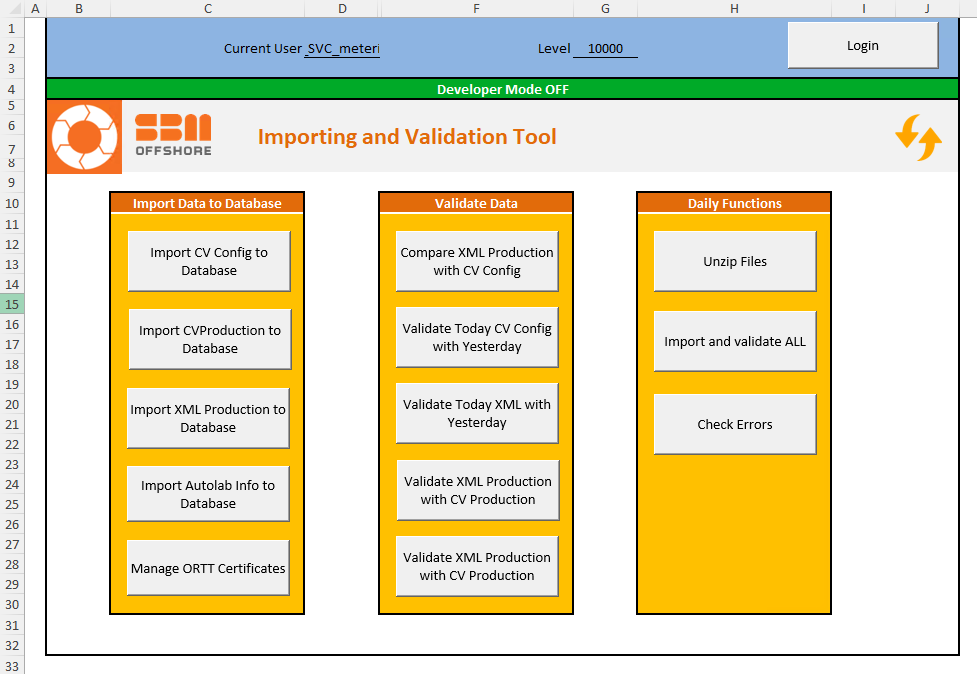 A B C D E F G H I J
1
2
3
4
5
6
7
8
9
10
11
12
13
14
15
16
17
18
19
20
21
22
23
24
25
26
27
28
29
30
31
32
33
Current User SVC_meteri Level 10000 Login
Developer Mode OFF
SBM
OFFSHORE
Importing and Validation Tool
Import Data to Database
Import CV Config to
Database
Import CVProduction to
Database
Import XML Production to
Database
Import Autolab Info to
Database
Manage ORTT Certificates
Validate Data
Compare XML Production
with CV Config
Validate Today CV Config
with Yesterday
Validate Today XML with
Yesterday
Validate XML Production
with CV Production
Validate XML Production
with CV Production
Daily Functions
Unzip Files
Import and validate ALL
Check Errors